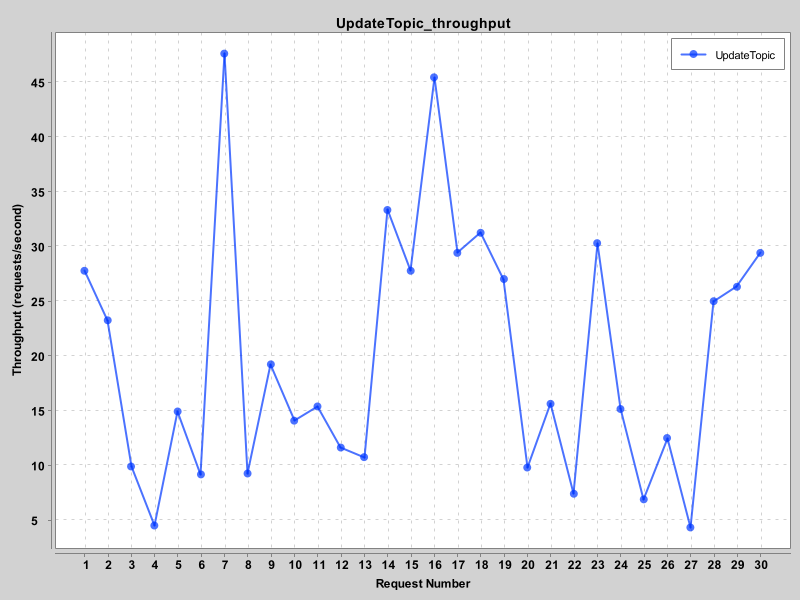 UpdateTopic_throughput
UpdateTopic
Throughput (requests/second)
45
40
35
30
25
20
15
10
5
1 2 3 4 5 6 7 8 9 10 11 12 13 14 15 16 17 18 19 20 21 22 23 24 25 26 27 28 29 30
Request Number